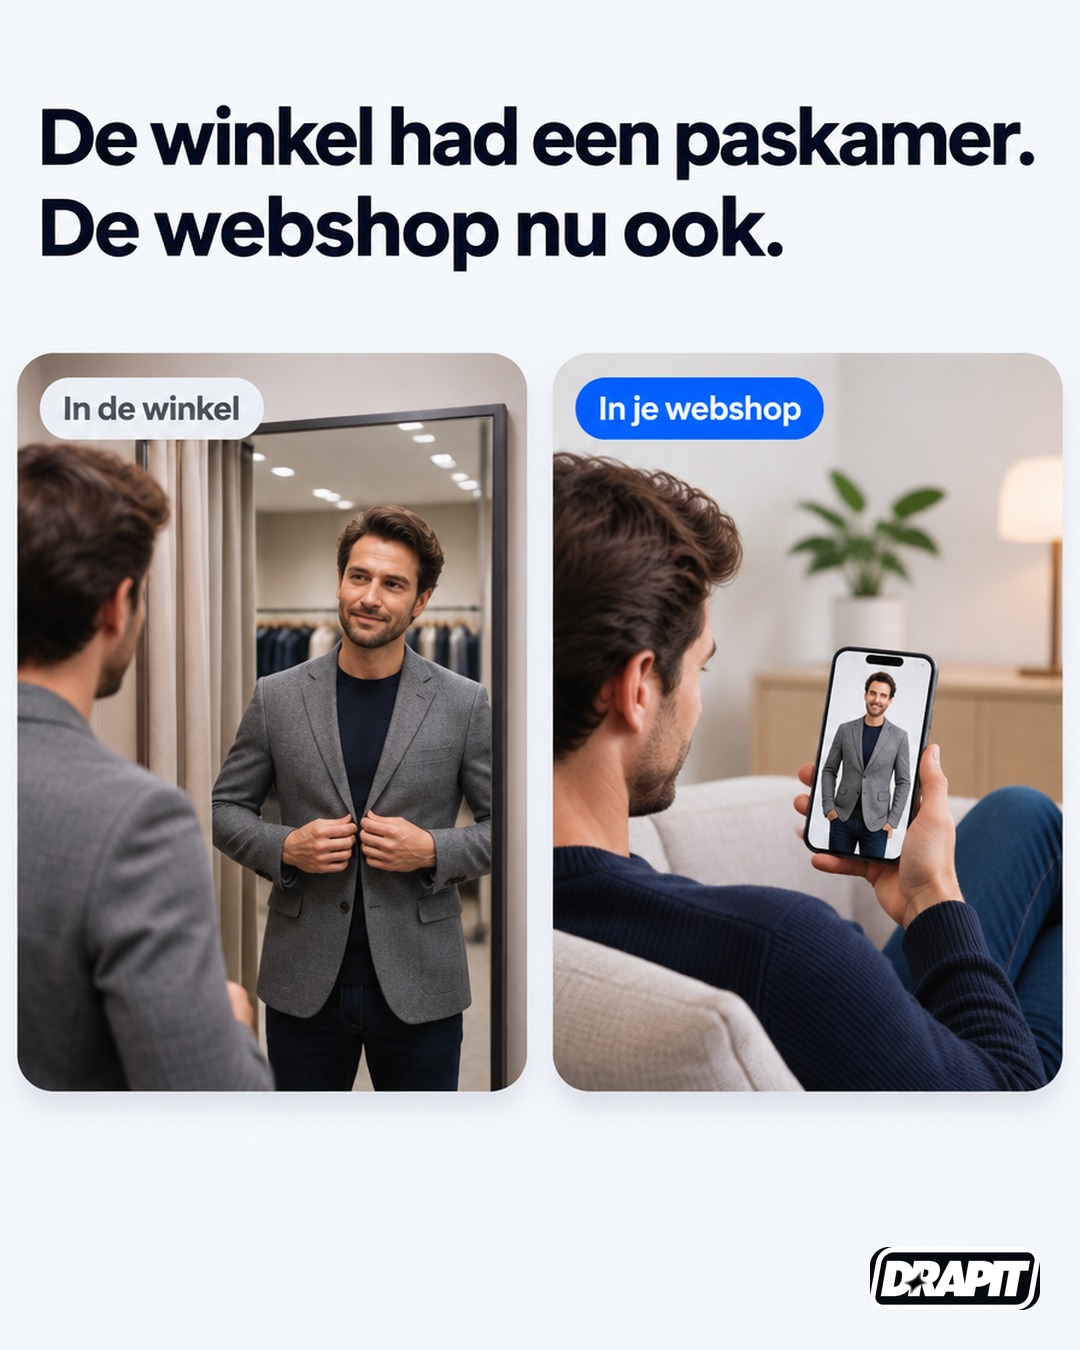 De winkel had een paskamer.
De webshop nu ook.
In de winkel
In je webshop
DRAPIT